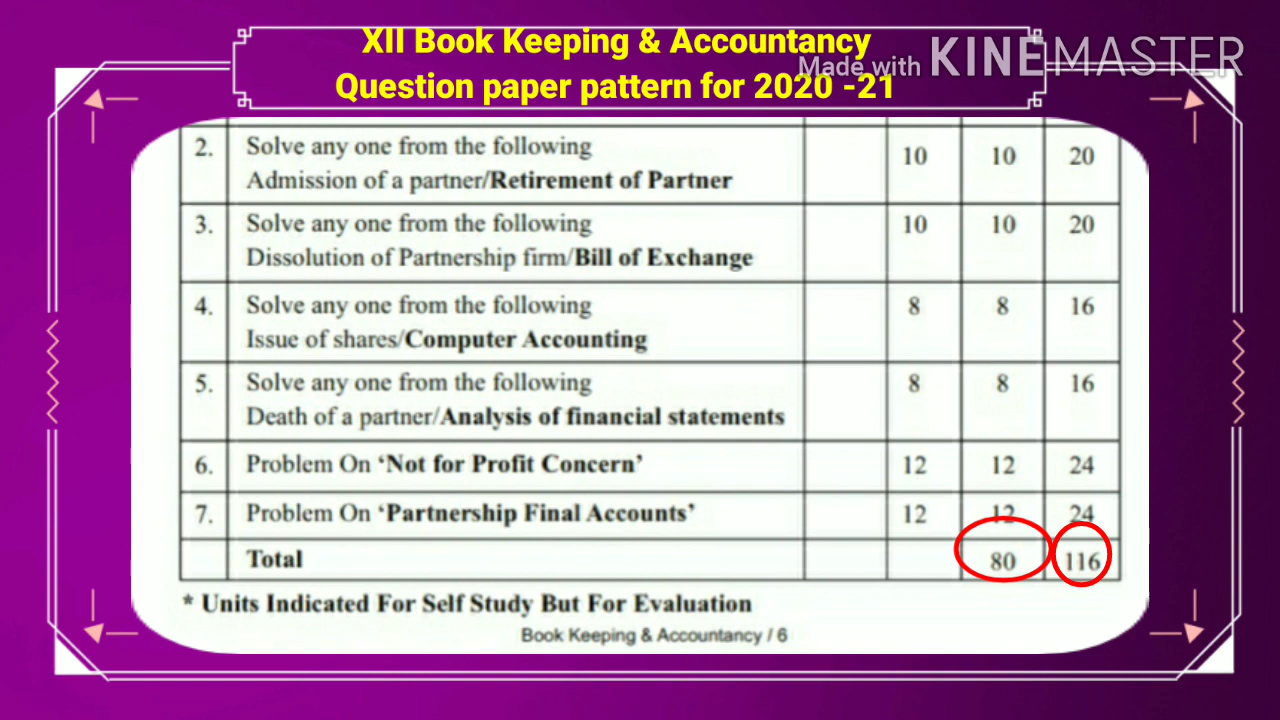 XII Book Keeping & Accountancy
Question paper pattern for 2020 -21
Made with KINEMASTER
2. Solve any one from the following 10 10 20
Admission of a partner/Retirement of Partner
3. Solve any one from the following 10 10 20
Dissolution of Partnership firm/Bill of Exchange
4. Solve any one from the following 8 8 16
Issue of shares/Computer Accounting
5. Solve any one from the following 8 8 16
Death of a partner/Analysis of financial statements
6. Problem On ‘Not for Profit Concern’ 12 12 24
7. Problem On ‘Partnership Final Accounts’ 12 12 24
Total 80 116
* Units Indicated For Self Study But For Evaluation
Book Keeping & Accountancy / 6